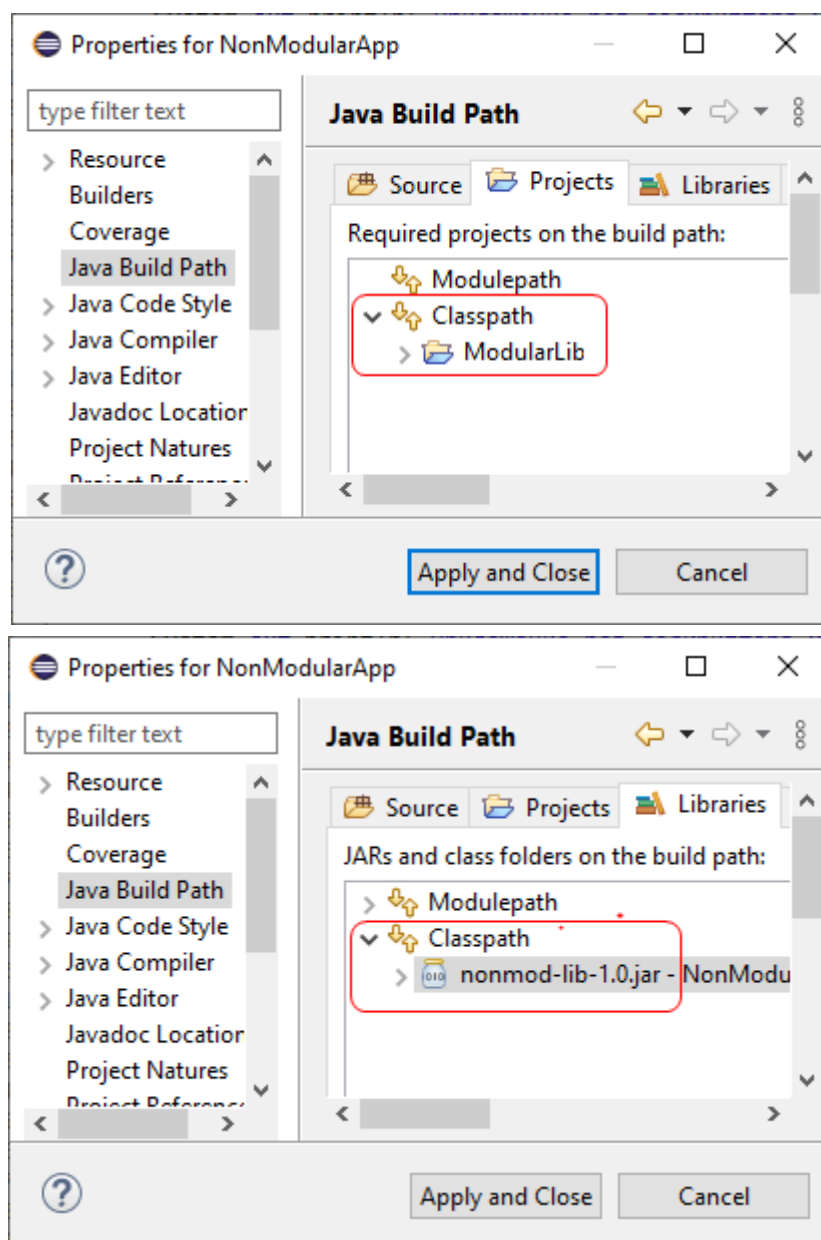 Properties for NonModularApp
type filter text
Java Build Path
Resource
Builders
Coverage
Java Build Path
Java Code Style
Java Compiler
Java Editor
Javadoc Location
Project Natures
Source
Projects
Libraries
Required projects on the build path:
Modulepath
Classpath
ModularLib
Apply and Close
Cancel
Properties for NonModularApp
type filter text
Java Build Path
Resource
Builders
Coverage
Java Build Path
Java Code Style
Java Compiler
Java Editor
Javadoc Location
Project Natures
Source
Projects
Libraries
JARs and class folders on the build path:
Modulepath
Classpath
nonmod-lib-1.0.jar - NonModu
Apply and Close
Cancel